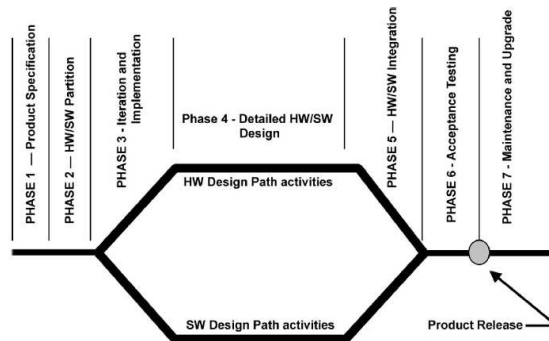 PHASE 1 — Product Specification
PHASE 2 — HW/SW Partition
PHASE 3 - Iteration and
Implementation
Phase 4 - Detailed HW/SW
Design
PHASE 5 — HW/SW Integration
PHASE 6 - Acceptance Testing
PHASE 7 - Maintenance and Upgrade
HW Design Path activities
SW Design Path activities
Product Release